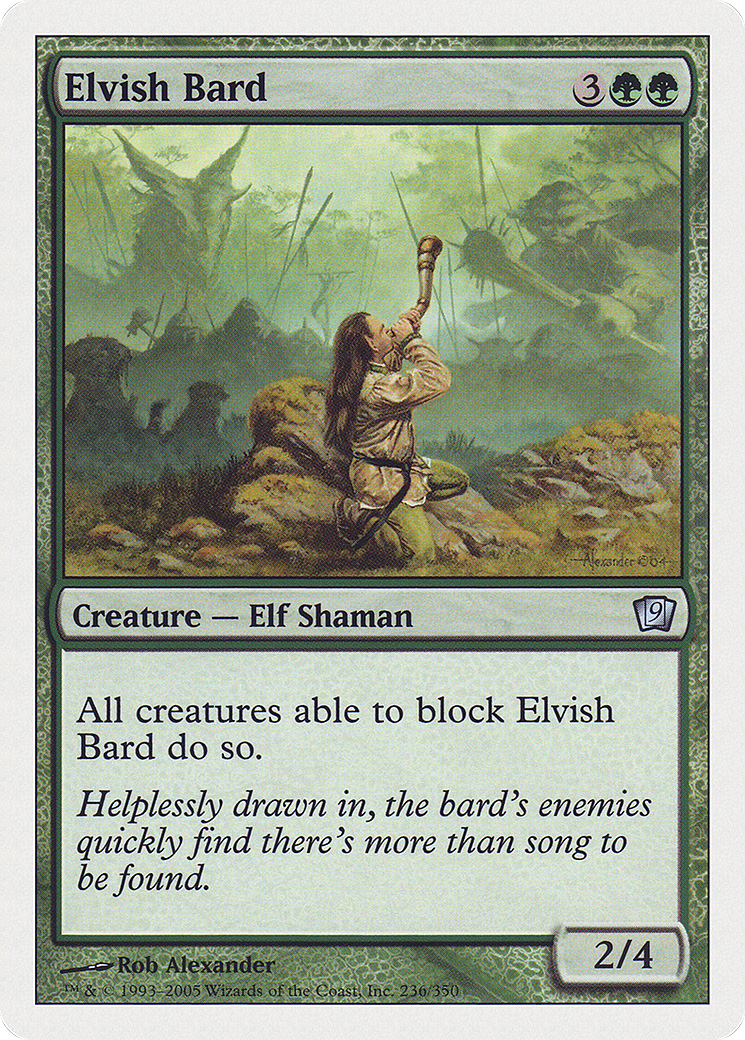 Elvish Bard 3
Alexander ©04
Creature — Elf Shaman 9
All creatures able to block Elvish
Bard do so.
Helplessly drawn in, the bard's enemies
quickly find there's more than song to
be found.
2/4
Rob Alexander
™ & © 1993–2005 Wizards of the Coast, Inc. 236/350